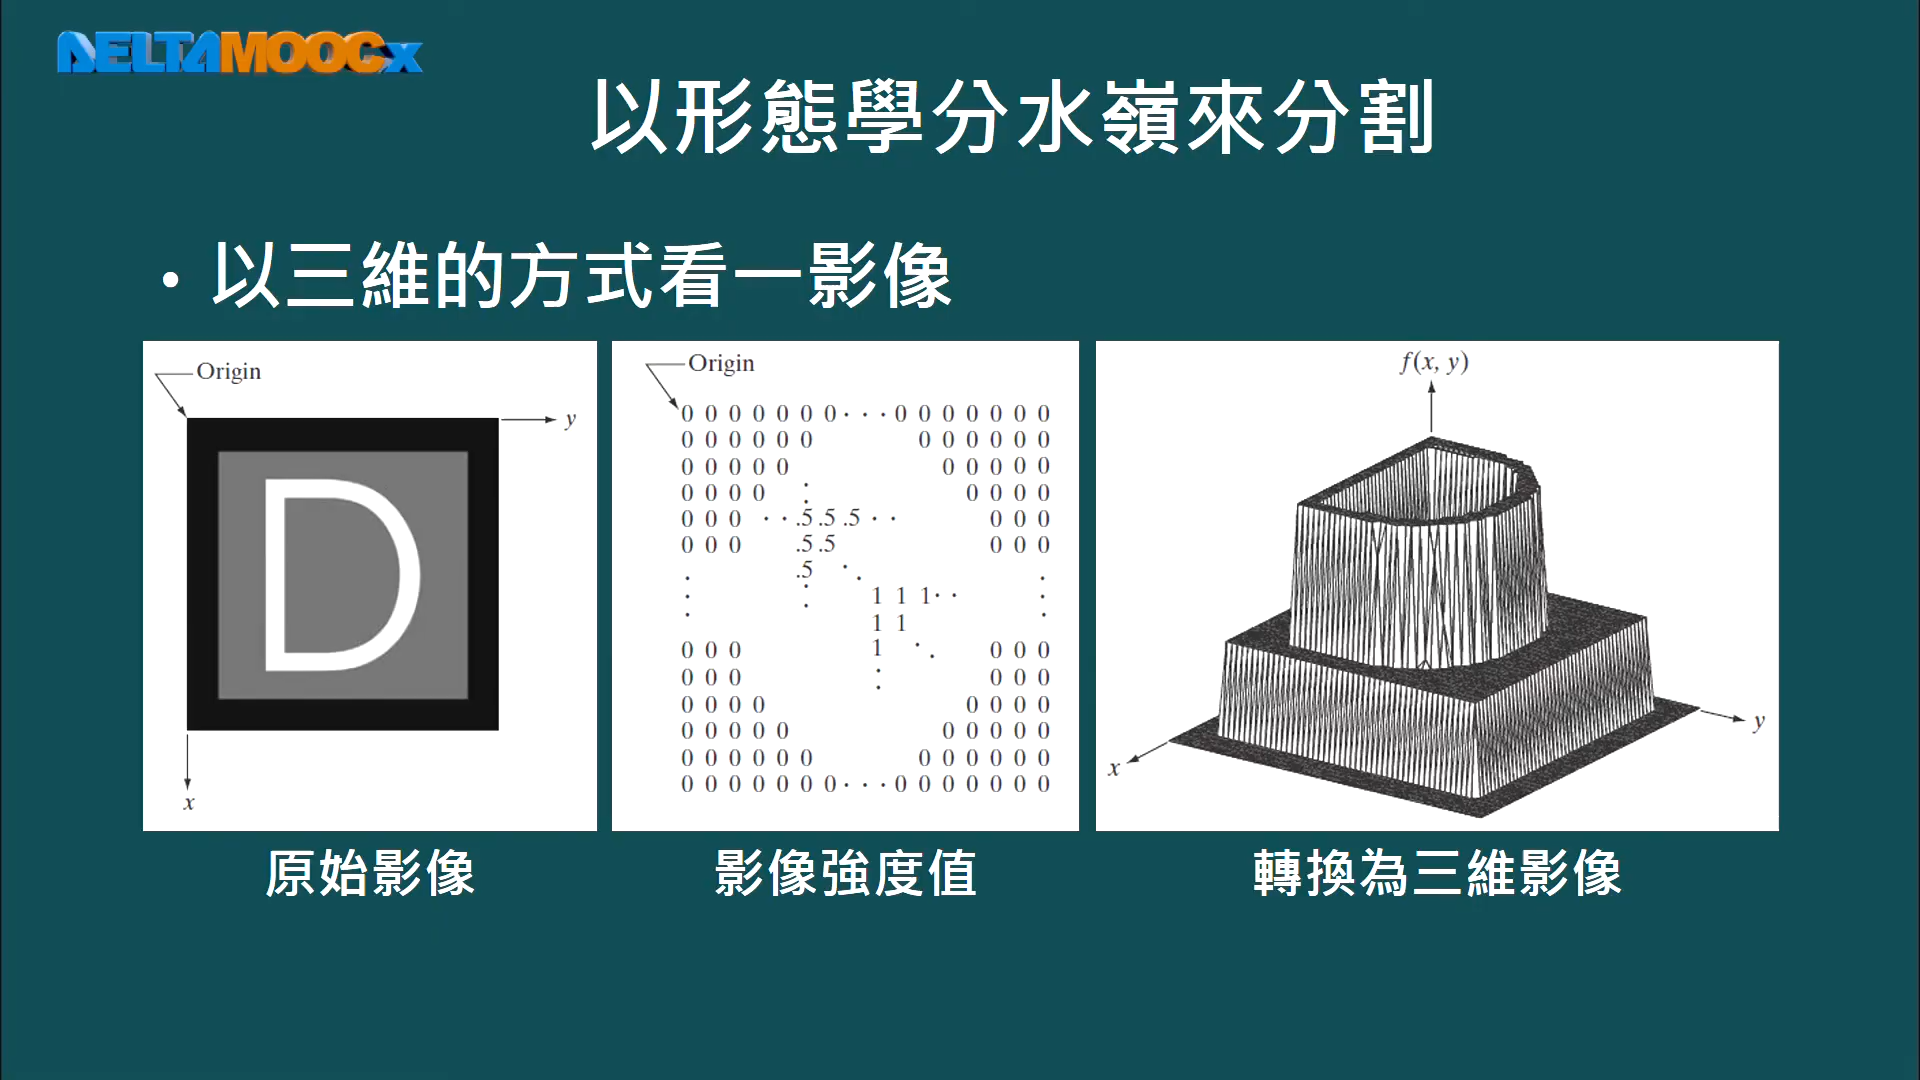 DELTAMOOCx
以形態學分水嶺來分割
• 以三維的方式看一影像
Origin
y
x
Origin
0 0 0 0 0 0 0 · · · 0 0 0 0 0 0 0
0 0 0 0 0 0 0 0 0 0 0 0
0 0 0 0 0 0 0 0 0 0
0 0 0 0 0 0 0 0
0 0 0 · · .5 .5 .5 · · 0 0 0
0 0 0 .5 .5 0 0 0
.5
1 1 1 · ·
1 1
0 0 0 1 0 0 0
0 0 0 0 0 0
0 0 0 0 0 0 0 0
0 0 0 0 0 0 0 0 0 0
0 0 0 0 0 0 0 0 0 0 0 0
0 0 0 0 0 0 0 · · · 0 0 0 0 0 0 0
f(x, y)
y
x
原始影像
影像強度值
轉換為三維影像